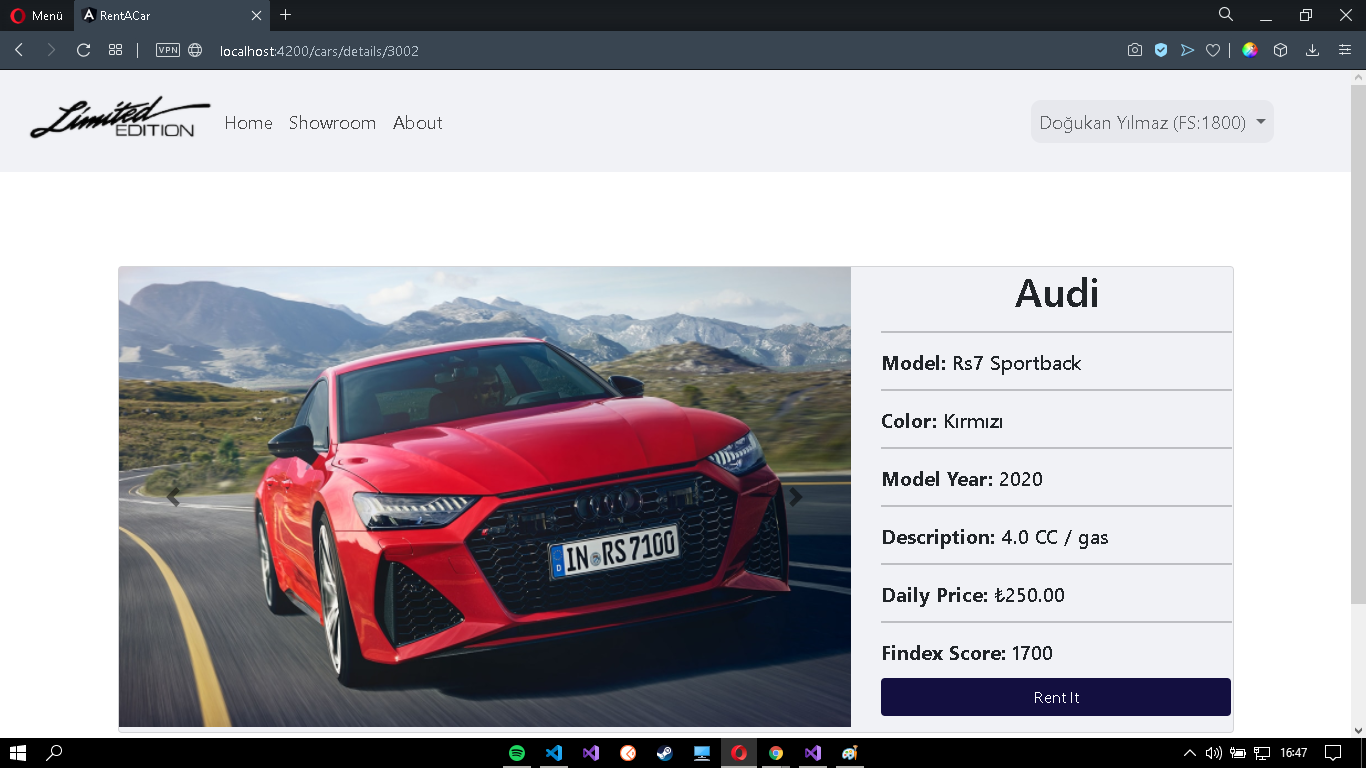 Menü
RentACar
VPN
localhost:4200/cars/details/3002
Limited
EDITION
Home Showroom About
Doğukan Yılmaz (FS:1800)
Audi
Model: Rs7 Sportback
Color: Kırmızı
Model Year: 2020
Description: 4.0 CC / gas
Daily Price: ₺250.00
Findex Score: 1700
Rent It
IN RS 7100
D
16:47